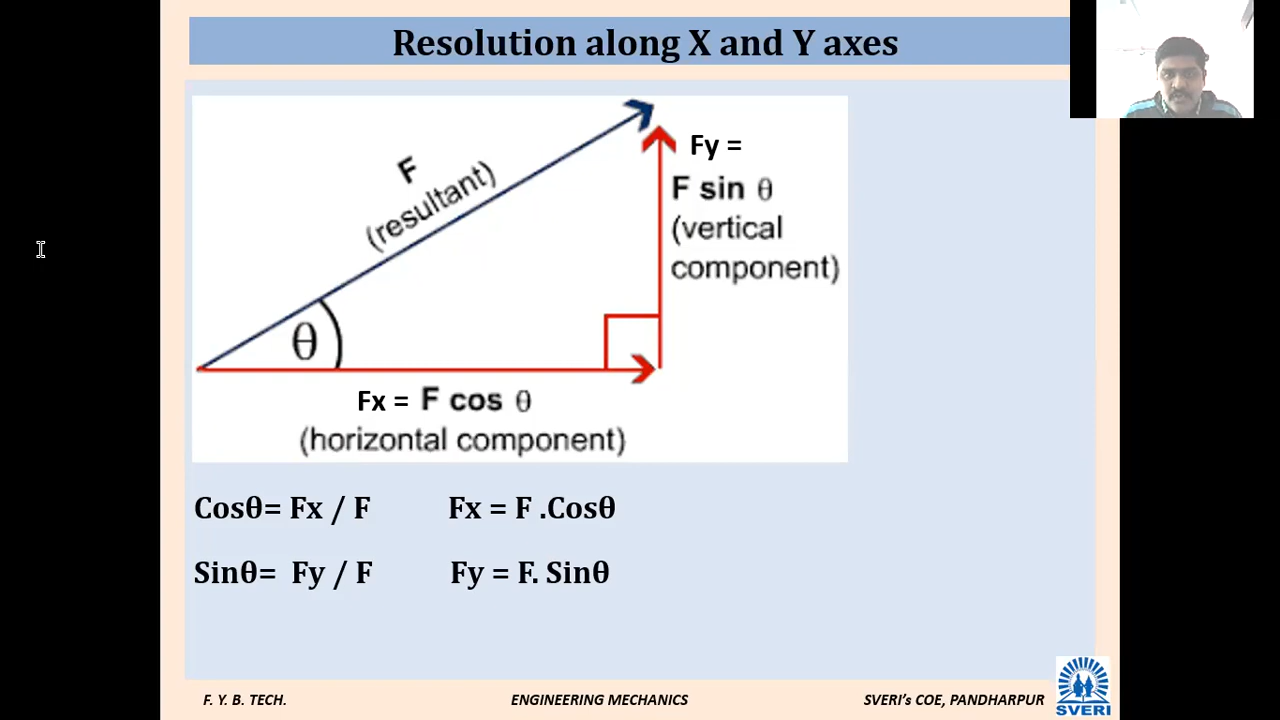 Resolution along X and Y axes
F
(resultant)
Fy =
F sin θ
(vertical
component)
θ
Fx = F cos θ
(horizontal component)
Cosθ= Fx / F Fx = F .Cosθ
Sinθ= Fy / F Fy = F. Sinθ
F. Y. B. TECH. ENGINEERING MECHANICS SVERI's COE, PANDHARPUR
SVERI